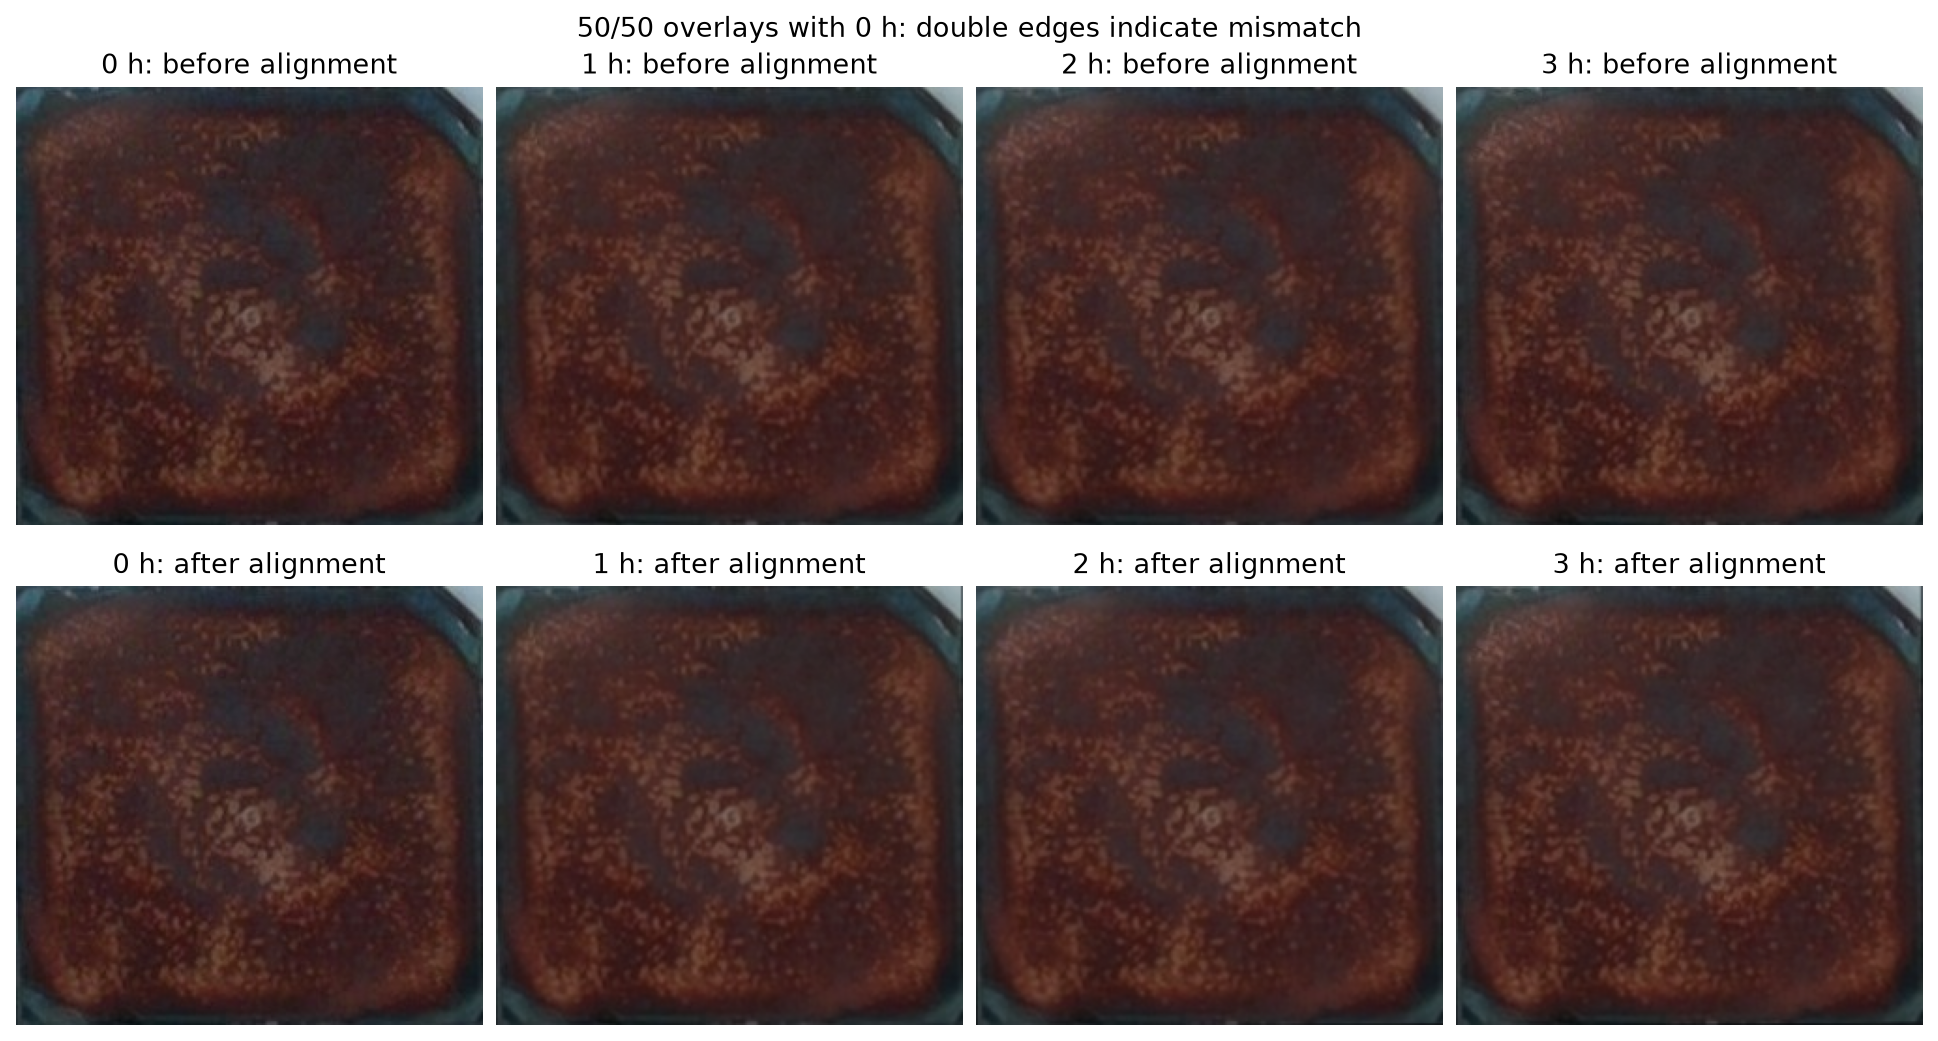 50/50 overlays with 0 h: double edges indicate mismatch
0 h: before alignment
1 h: before alignment
2 h: before alignment
3 h: before alignment
0 h: after alignment
1 h: after alignment
2 h: after alignment
3 h: after alignment